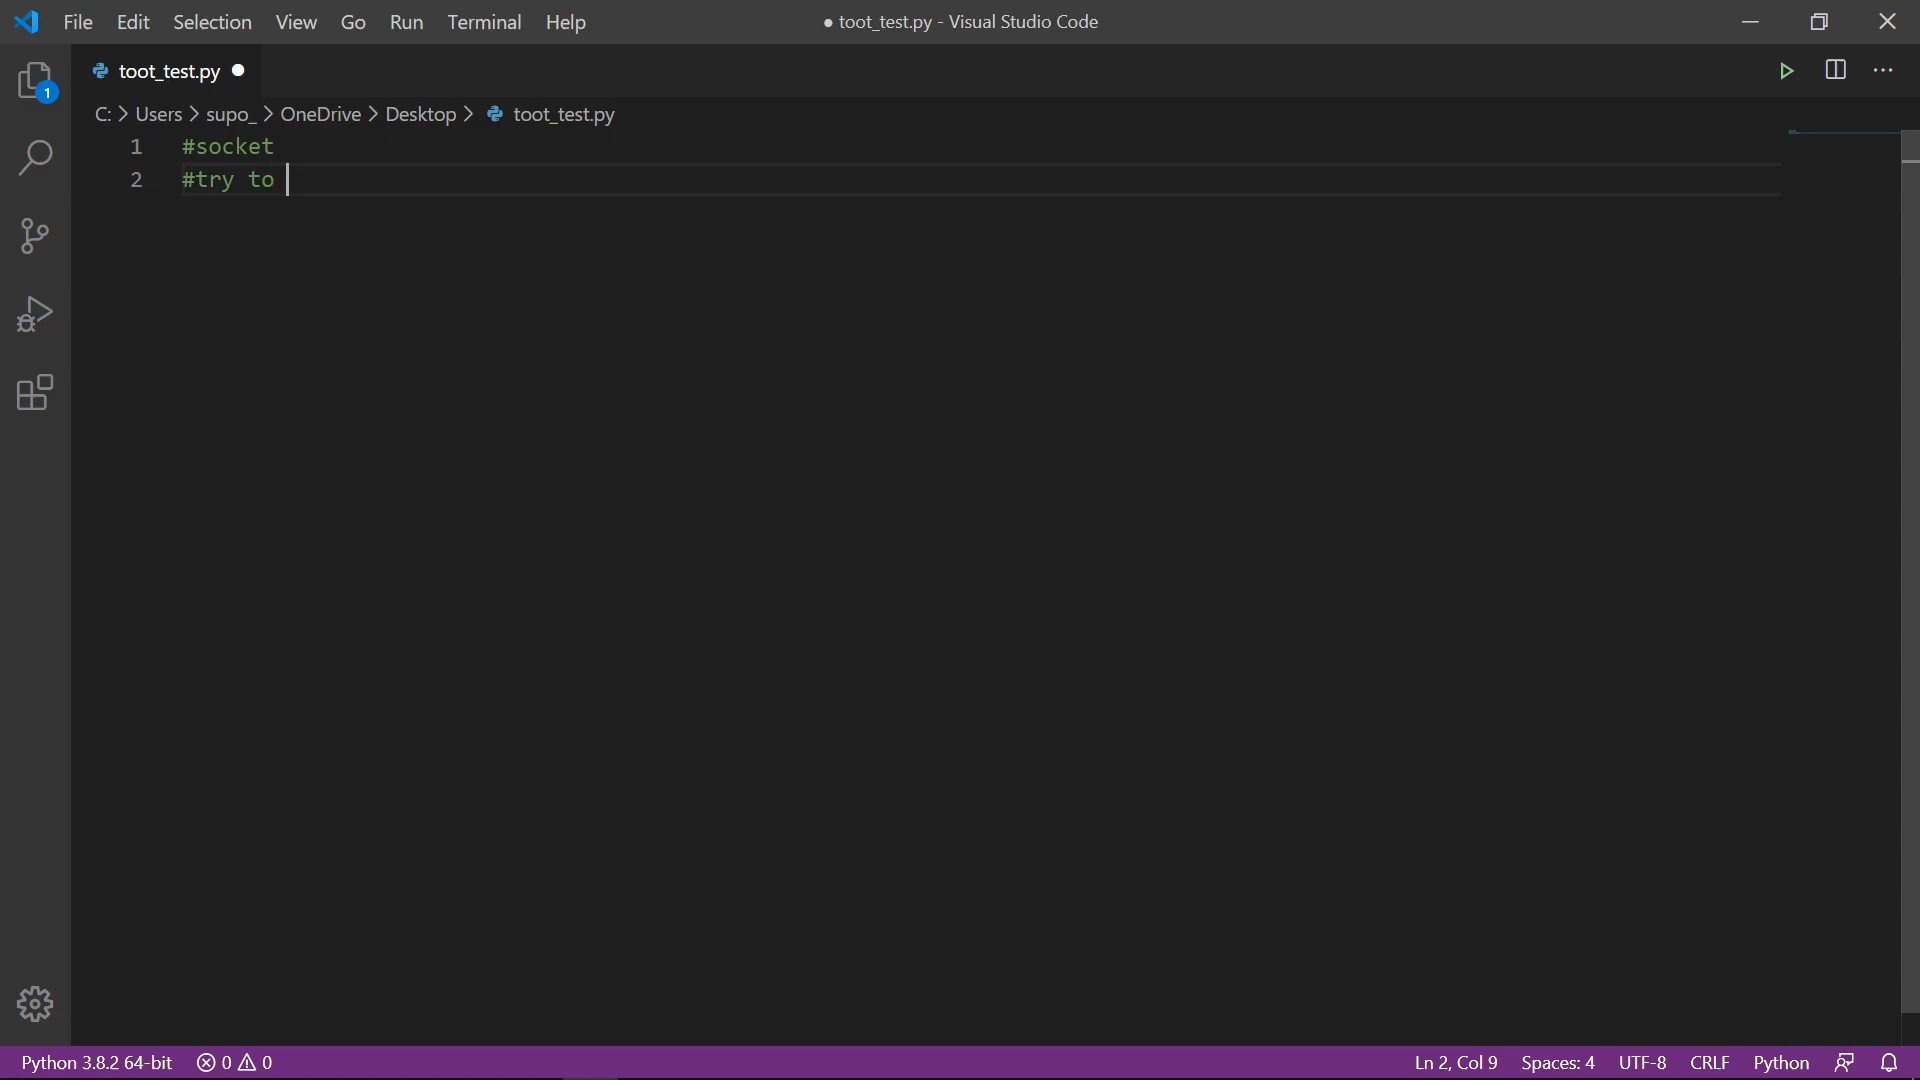 File Edit Selection View Go Run Terminal Help ● toot_test.py - Visual Studio Code
1
toot_test.py ●
C: > Users > supo_ > OneDrive > Desktop > toot_test.py
1 #socket
2 #try to
Python 3.8.2 64-bit 0 0 Ln 2, Col 9 Spaces: 4 UTF-8 CRLF Python